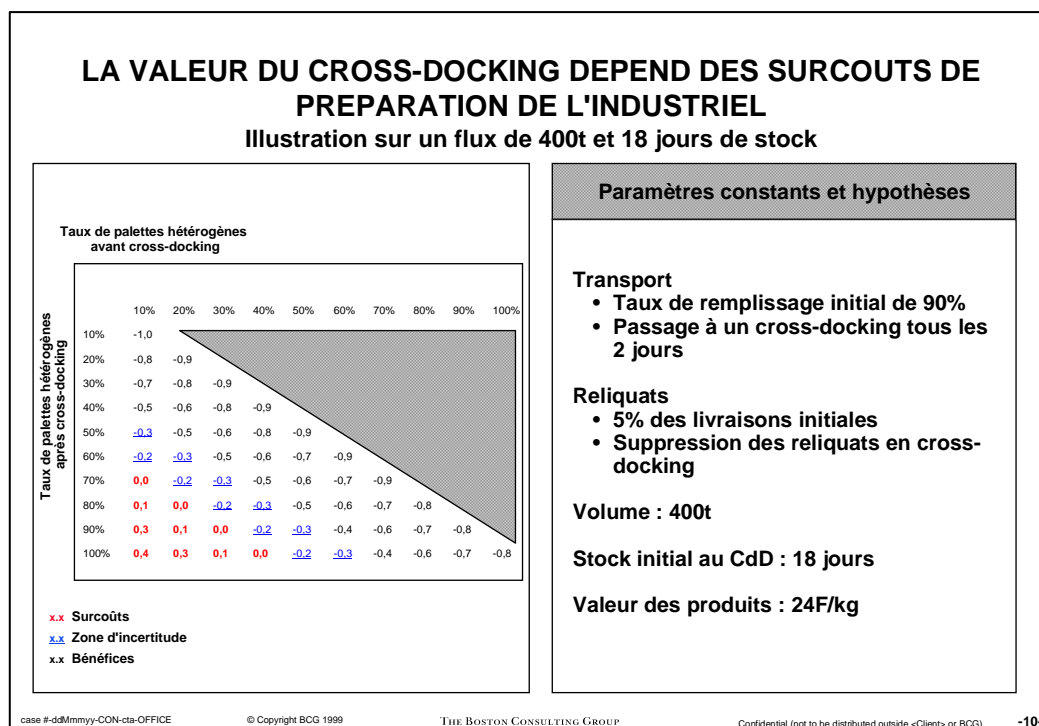 LA VALEUR DU CROSS-DOCKING DEPEND DES SURCOUTS DE
PREPARATION DE L'INDUSTRIEL
Illustration sur un flux de 400t et 18 jours de stock
Taux de palettes hétérogènes
avant cross-docking
Taux de palettes hétérogènes
après cross-docking
10% 20% 30% 40% 50% 60% 70% 80% 90% 100%
10% -1,0
20% -0,8 -0,9
30% -0,7 -0,8 -0,9
40% -0,5 -0,6 -0,8 -0,9
50% -0,3 -0,5 -0,6 -0,8 -0,9
60% -0,2 -0,3 -0,5 -0,6 -0,7 -0,9
70% 0,0 -0,2 -0,3 -0,5 -0,6 -0,7 -0,9
80% 0,1 0,0 -0,2 -0,3 -0,5 -0,6 -0,7 -0,8
90% 0,3 0,1 0,0 -0,2 -0,3 -0,4 -0,6 -0,7 -0,8
100% 0,4 0,3 0,1 0,0 -0,2 -0,3 -0,4 -0,6 -0,7 -0,8
x.x Surcoûts
x.x Zone d'incertitude
x.x Bénéfices
Paramètres constants et hypothèses
Transport
• Taux de remplissage initial de 90%
• Passage à un cross-docking tous les
2 jours
Reliquats
• 5% des livraisons initiales
• Suppression des reliquats en cross-
docking
Volume : 400t
Stock initial au CdD : 18 jours
Valeur des produits : 24F/kg
case #-ddMmmyy-CON-cta-OFFICE © Copyright BCG 1999 THE BOSTON CONSULTING GROUP Confidential (not to be distributed outside <Client> or BCG) -10-